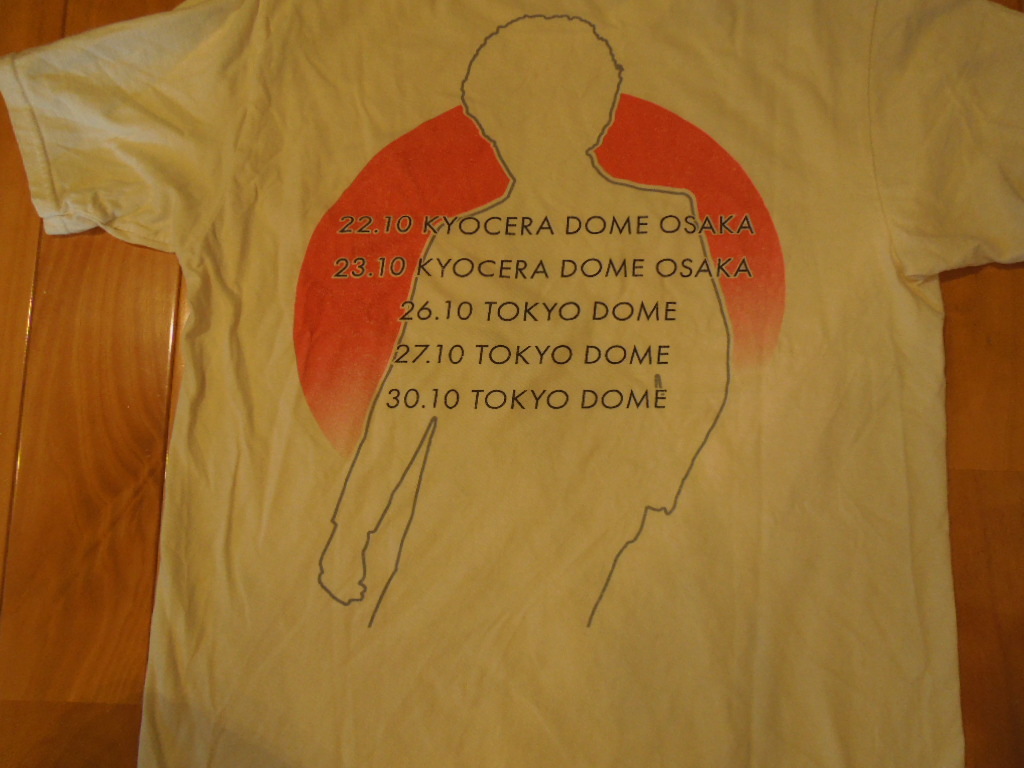 22.10 KYOCERA DOME OSAKA
23.10 KYOCERA DOME OSAKA
26.10 TOKYO DOME
27.10 TOKYO DOME
30.10 TOKYO DOME